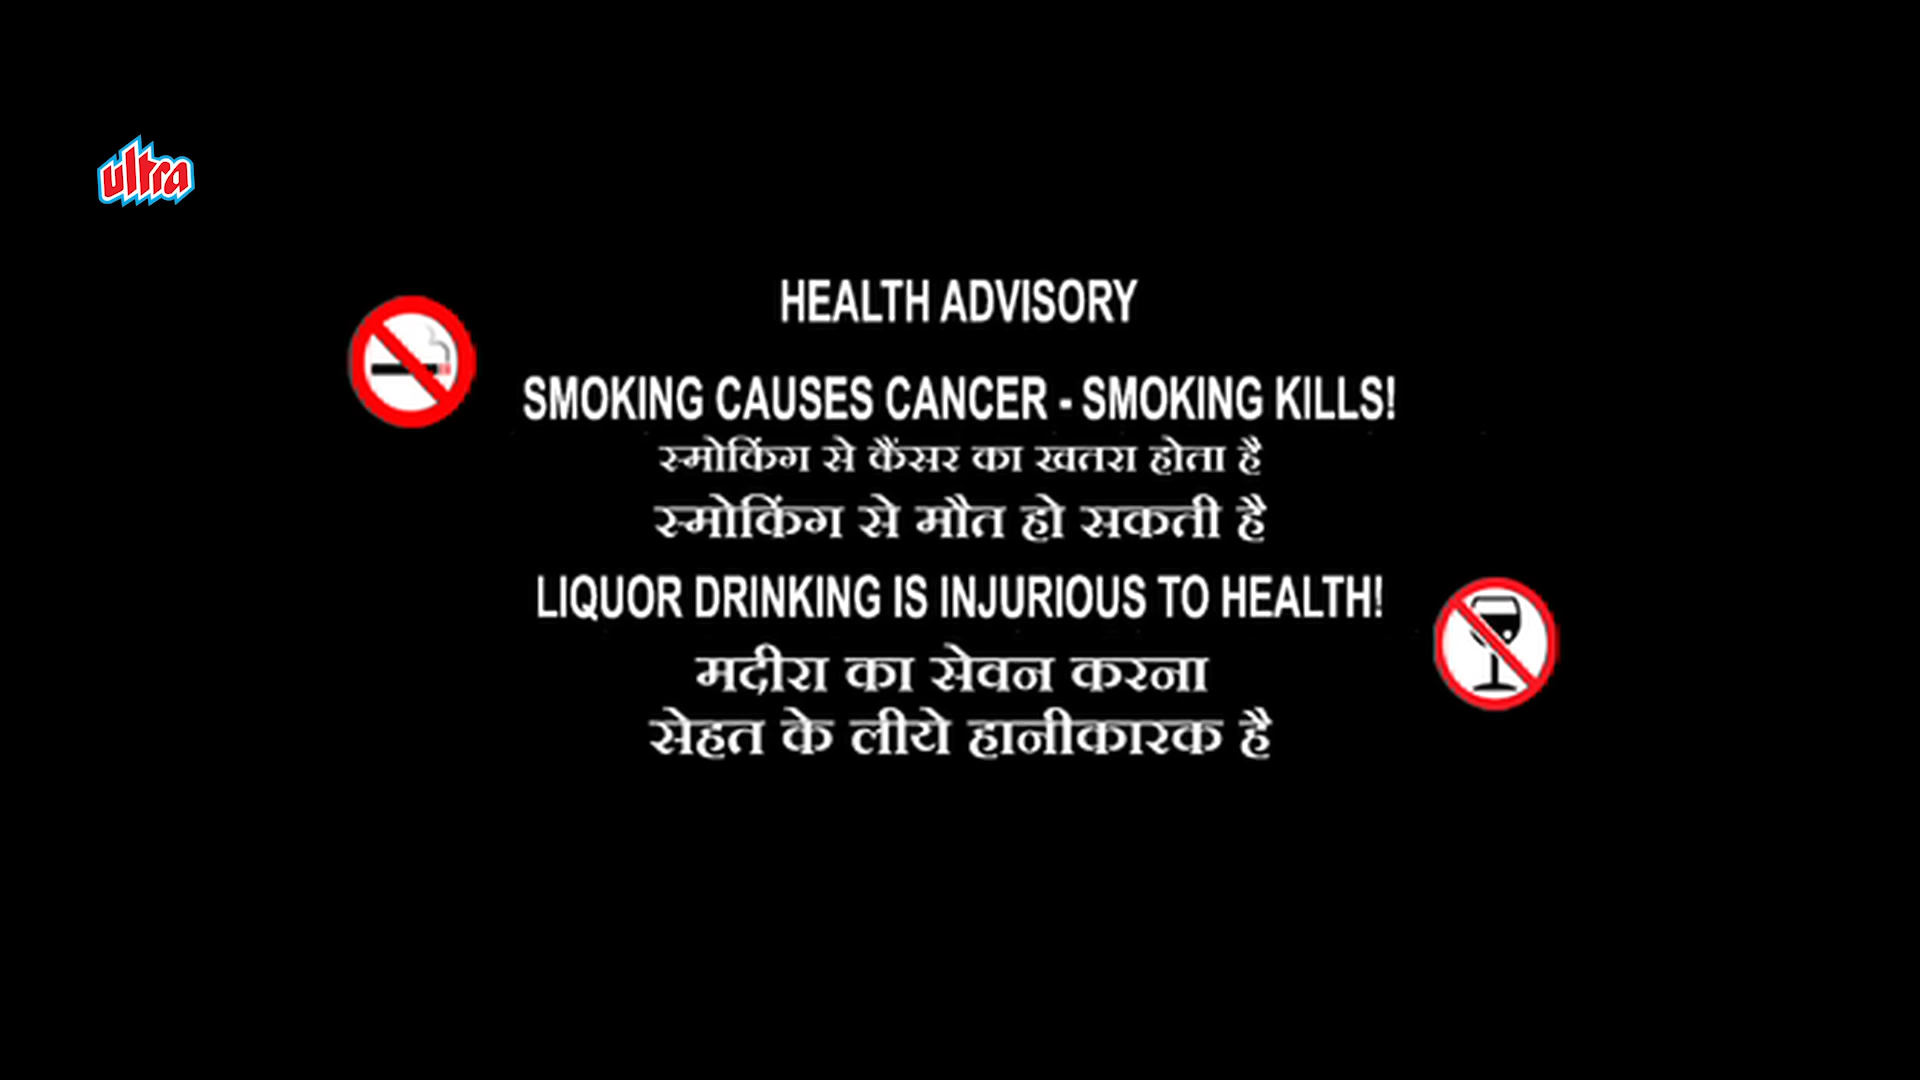 ultra
HEALTH ADVISORY
SMOKING CAUSES CANCER - SMOKING KILLS!
स्मोकिंग से कैंसर का खतरा होता है
स्मोकिंग से मौत हो सकती है
LIQUOR DRINKING IS INJURIOUS TO HEALTH!
मदीरा का सेवन करना
सेहत के लीये हानीकारक है